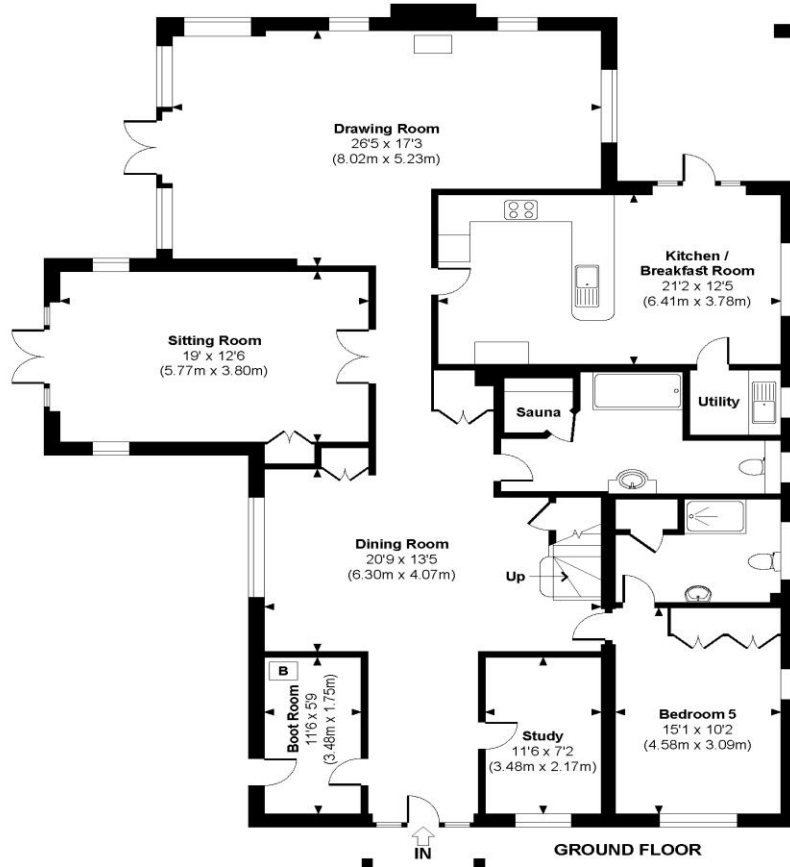 Drawing Room
26'5 x 17'3
(8.02m x 5.23m)
Kitchen /
Breakfast Room
21'2 x 12'5
(6.41m x 3.78m)
Sitting Room
19' x 12'6
(5.77m x 3.80m)
Sauna
Utility
Dining Room
20'9 x 13'5
(6.30m x 4.07m)
Up
B
Boot Room
11'6 x 5'9
(3.48m x 1.75m)
Study
11'6 x 7'2
(3.48m x 2.17m)
Bedroom 5
15'1 x 10'2
(4.58m x 3.09m)
IN
GROUND FLOOR